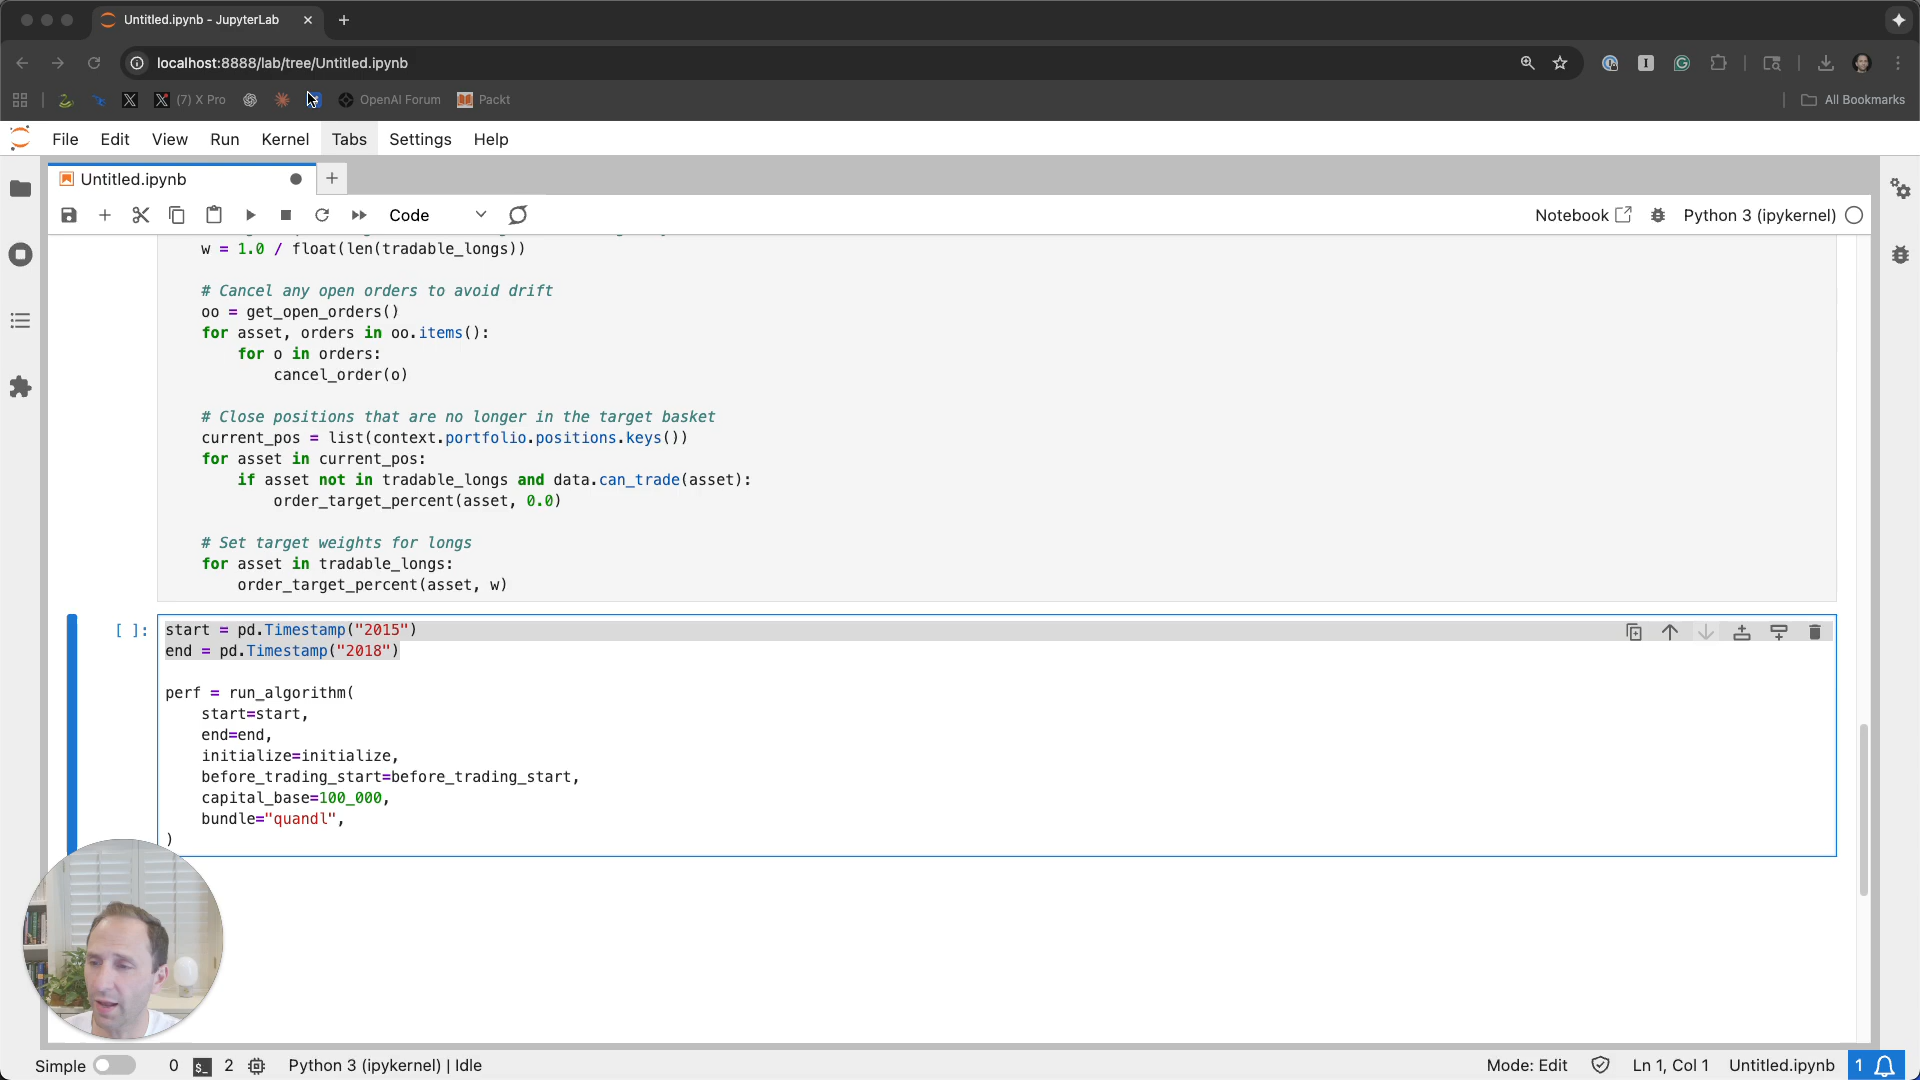 Untitled.ipynb - JupyterLab
localhost:8888/lab/tree/Untitled.ipynb
(7) X Pro
OpenAI Forum
Packt
All Bookmarks
File Edit View Run Kernel Tabs Settings Help
Untitled.ipynb
Code
Notebook
Python 3 (ipykernel)
w = 1.0 / float(len(tradable_longs))
# Cancel any open orders to avoid drift
oo = get_open_orders()
for asset, orders in oo.items():
for o in orders:
cancel_order(o)
# Close positions that are no longer in the target basket
current_pos = list(context.portfolio.positions.keys())
for asset in current_pos:
if asset not in tradable_longs and data.can_trade(asset):
order_target_percent(asset, 0.0)
# Set target weights for longs
for asset in tradable_longs:
order_target_percent(asset, w)
[ ]:
start = pd.Timestamp("2015")
end = pd.Timestamp("2018")
perf = run_algorithm(
start=start,
end=end,
initialize=initialize,
before_trading_start=before_trading_start,
capital_base=100_000,
bundle="quandl",
)
Simple 0 $_ 2 Python 3 (ipykernel) | Idle
Mode: Edit Ln 1, Col 1 Untitled.ipynb 1